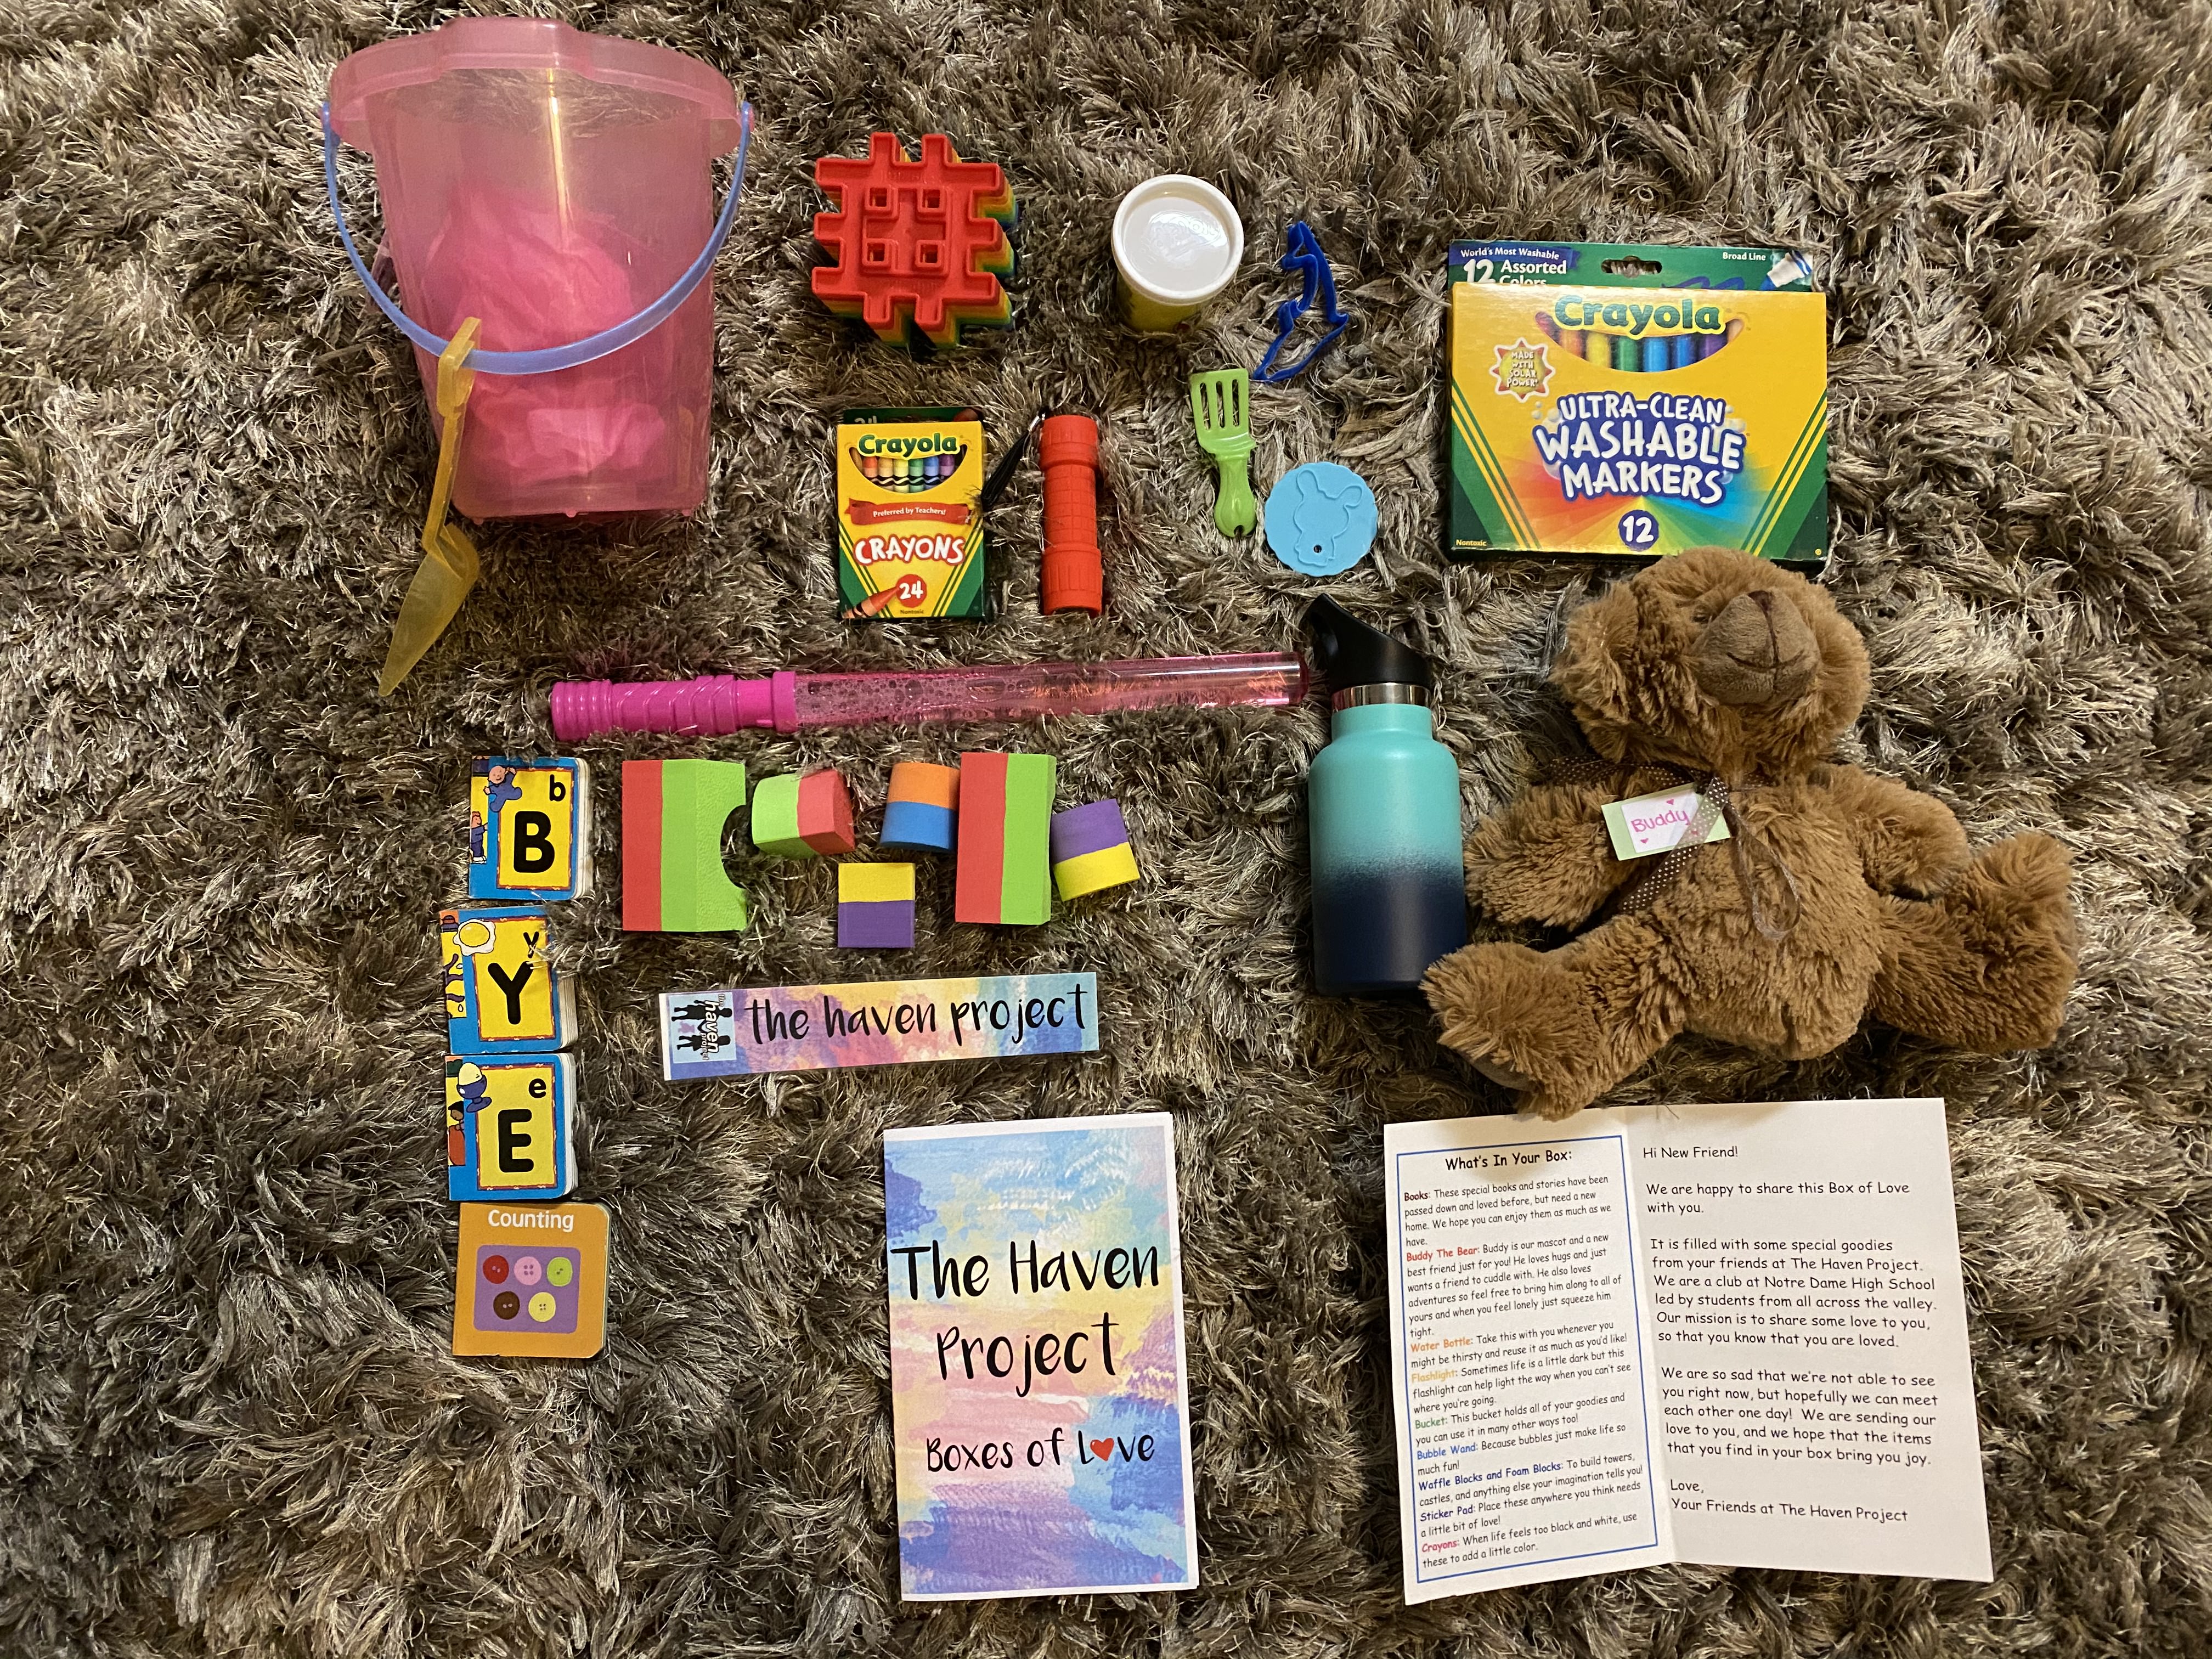 World's Most Washable
Broad Line
12 Assorted
Colors
Crayola
MADE
WITH
SOLAR
POWER!
ULTRA-CLEAN
WASHABLE
MARKERS
12
Nontoxic
24
Crayola
Preferred by Teachers!
CRAYONS
24
Nontoxic
Buddy
b
B
y
Y
e
E
Counting
the haven project
The Haven
Project
Boxes of Love
What's In Your Box:
Books: These special books and stories have been
passed down and loved before, but need a new
home. We hope you can enjoy them as much as we
have.
Buddy The Bear: Buddy is our mascot and a new
best friend just for you! He loves hugs and just
wants a friend to cuddle with. He also loves
adventures so feel free to bring him along to all of
yours and when you feel lonely just squeeze him
tight.
Water Bottle: Take this with you whenever you
might be thirsty and reuse it as much as you'd like!
Flashlight: Sometimes life is a little dark but this
flashlight can help light the way when you can't see
where you're going.
Bucket: This bucket holds all of your goodies and
you can use it in many other ways too!
Bubble Wand: Because bubbles just make life so
much fun!
Waffle Blocks and Foam Blocks: To build towers,
castles, and anything else your imagination tells you!
Sticker Pad: Place these anywhere you think needs
a little bit of love!
Crayons: When life feels too black and white, use
these to add a little color.
Hi New Friend!
We are happy to share this Box of Love
with you.
It is filled with some special goodies
from your friends at The Haven Project.
We are a club at Notre Dame High School
led by students from all across the valley.
Our mission is to share some love to you,
so that you know that you are loved.
We are so sad that we're not able to see
you right now, but hopefully we can meet
each other one day! We are sending our
love to you, and we hope that the items
that you find in your box bring you joy.
Love,
Your Friends at The Haven Project